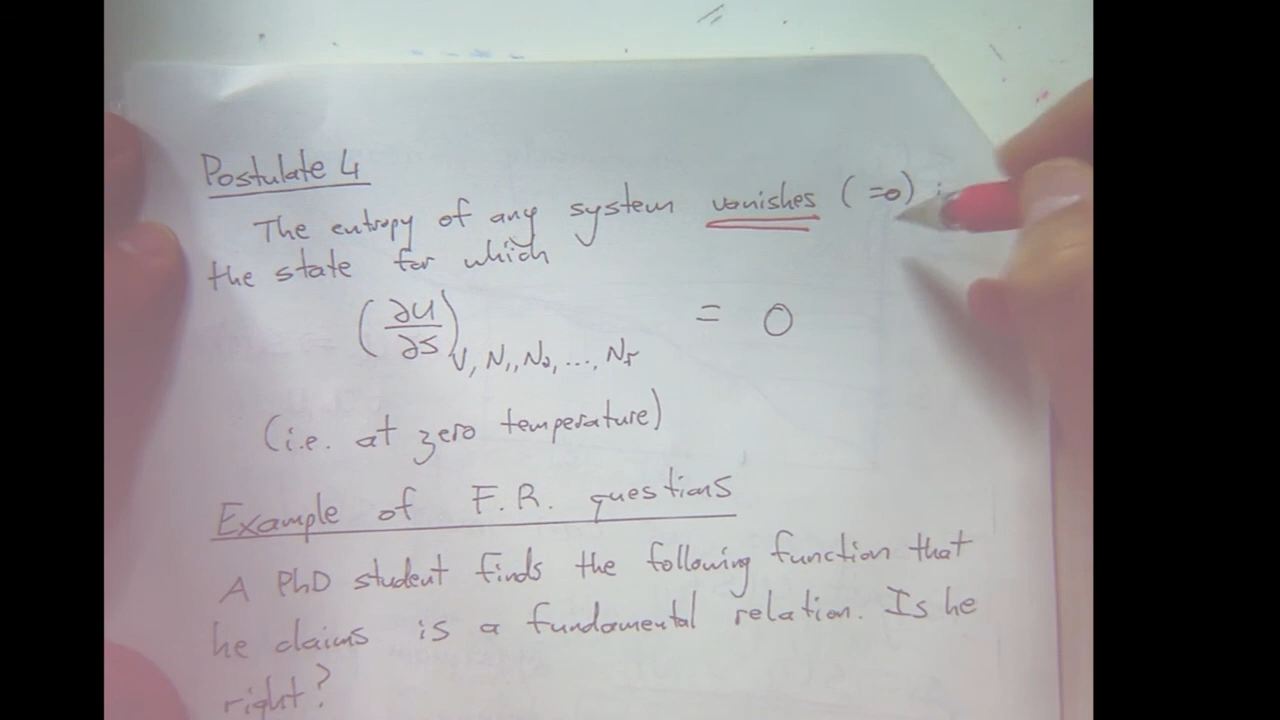 Postulate 4
The entropy of any system vanishes (=0)
the state for which
(∂U/∂S)V, N1, N2, ..., Nr = 0
(i.e. at zero temperature)
Example of F.R. questions
A PhD student finds the following function that
he claims is a fundamental relation. Is he
right?